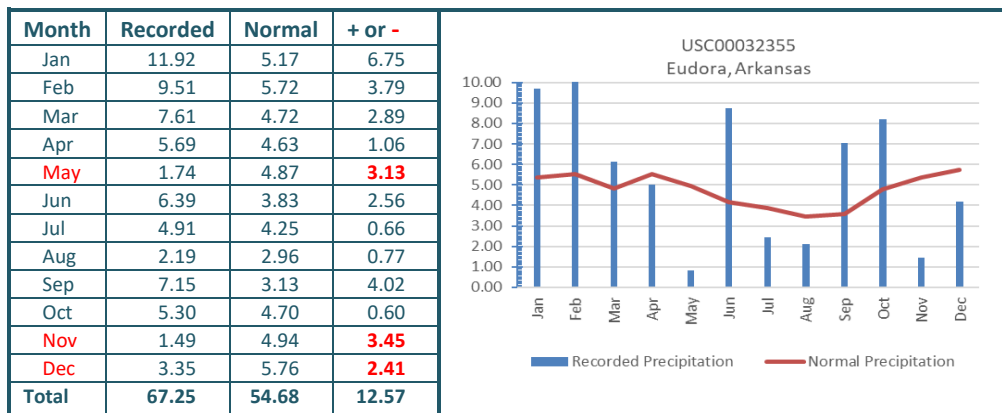 Month Recorded Normal + or -
Jan 11.92 5.17 6.75
Feb 9.51 5.72 3.79
Mar 7.61 4.72 2.89
Apr 5.69 4.63 1.06
May 1.74 4.87 3.13
Jun 6.39 3.83 2.56
Jul 4.91 4.25 0.66
Aug 2.19 2.96 0.77
Sep 7.15 3.13 4.02
Oct 5.30 4.70 0.60
Nov 1.49 4.94 3.45
Dec 3.35 5.76 2.41
Total 67.25 54.68 12.57
USC00032355
Eudora, Arkansas
10.00
9.00
8.00
7.00
6.00
5.00
4.00
3.00
2.00
1.00
0.00
Jan Feb Mar Apr May Jun Jul Aug Sep Oct Nov Dec
Recorded Precipitation Normal Precipitation